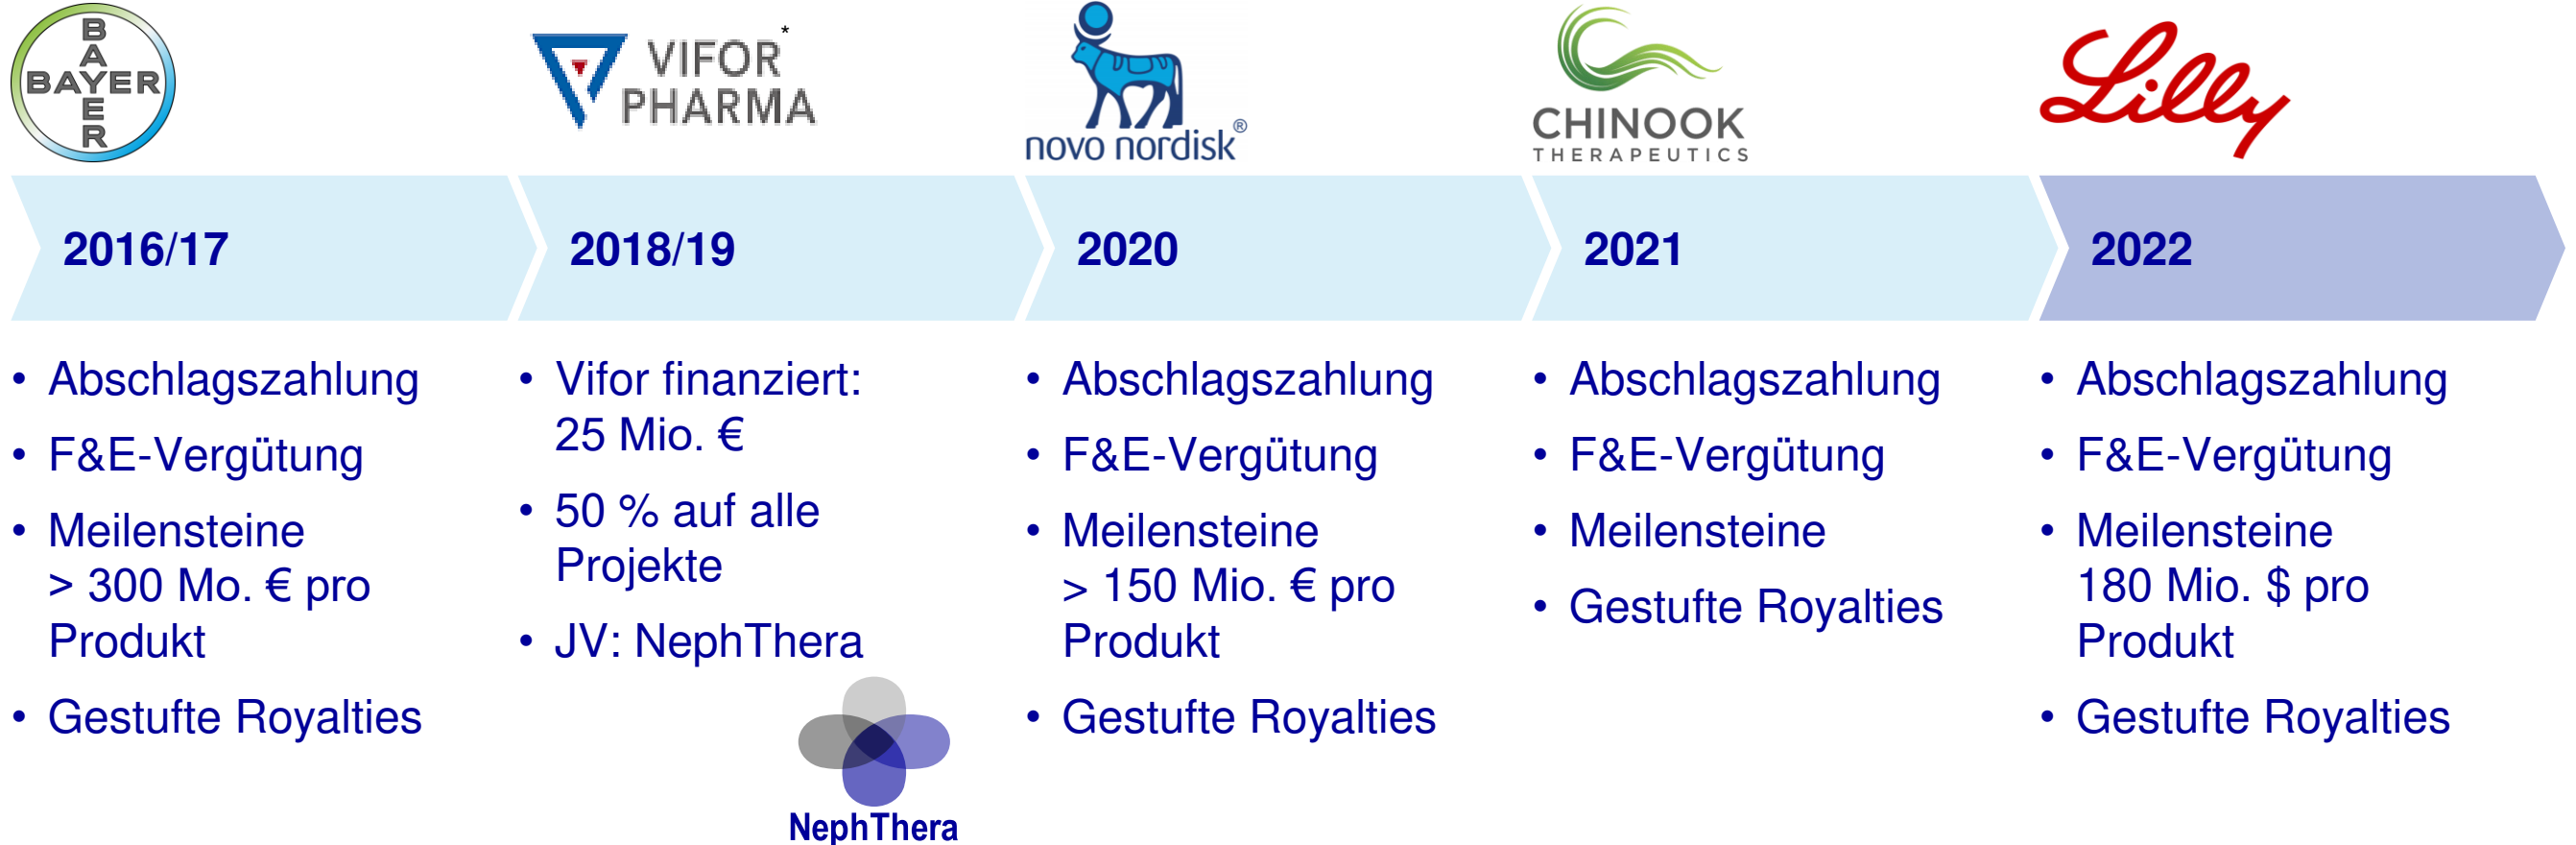 BAYER
BAYER
VIFOR*
PHARMA
novo nordisk®
CHINOOK
THERAPEUTICS
Lilly
2016/17
2018/19
2020
2021
2022
• Abschlagszahlung
• F&E-Vergütung
• Meilensteine
> 300 Mo. € pro
Produkt
• Gestufte Royalties
• Vifor finanziert:
25 Mio. €
• 50 % auf alle
Projekte
• JV: NephThera
NephThera
• Abschlagszahlung
• F&E-Vergütung
• Meilensteine
> 150 Mio. € pro
Produkt
• Gestufte Royalties
• Abschlagszahlung
• F&E-Vergütung
• Meilensteine
• Gestufte Royalties
• Abschlagszahlung
• F&E-Vergütung
• Meilensteine
180 Mio. $ pro
Produkt
• Gestufte Royalties